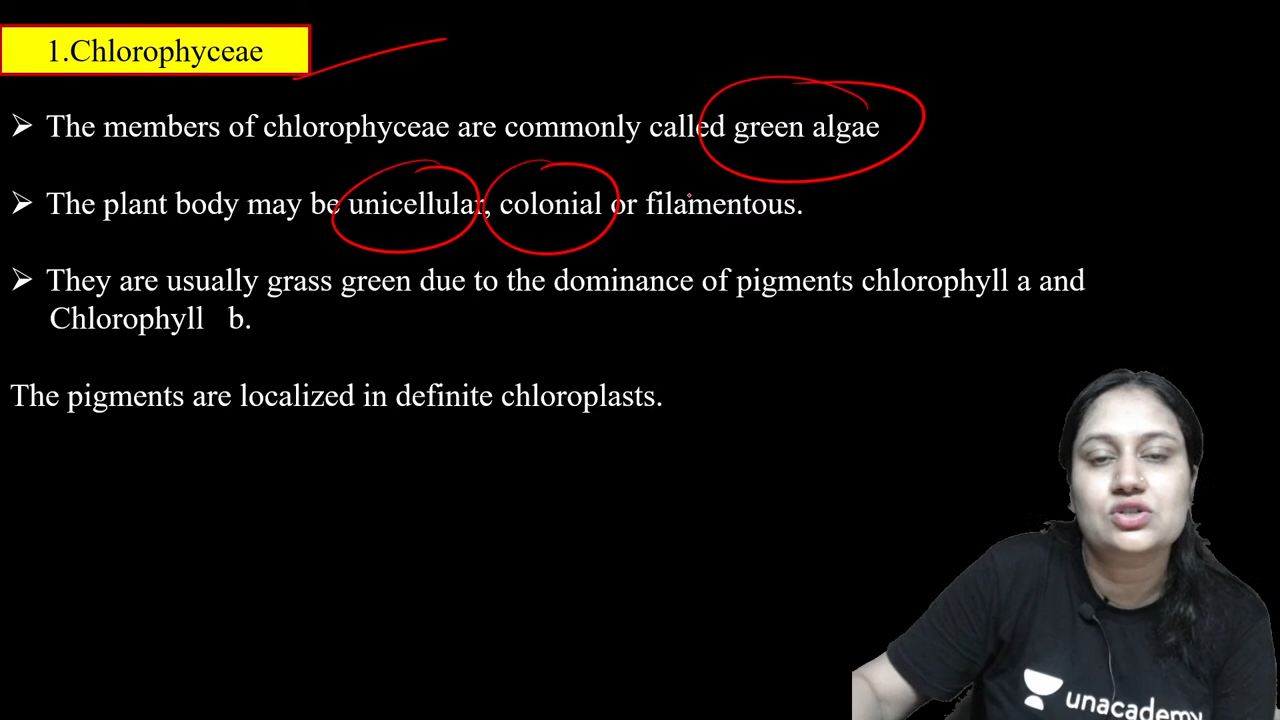 1.Chlorophyceae
➢ The members of chlorophyceae are commonly called green algae
➢ The plant body may be unicellular, colonial or filamentous.
➢ They are usually grass green due to the dominance of pigments chlorophyll a and
Chlorophyll b.
The pigments are localized in definite chloroplasts.
unacademy